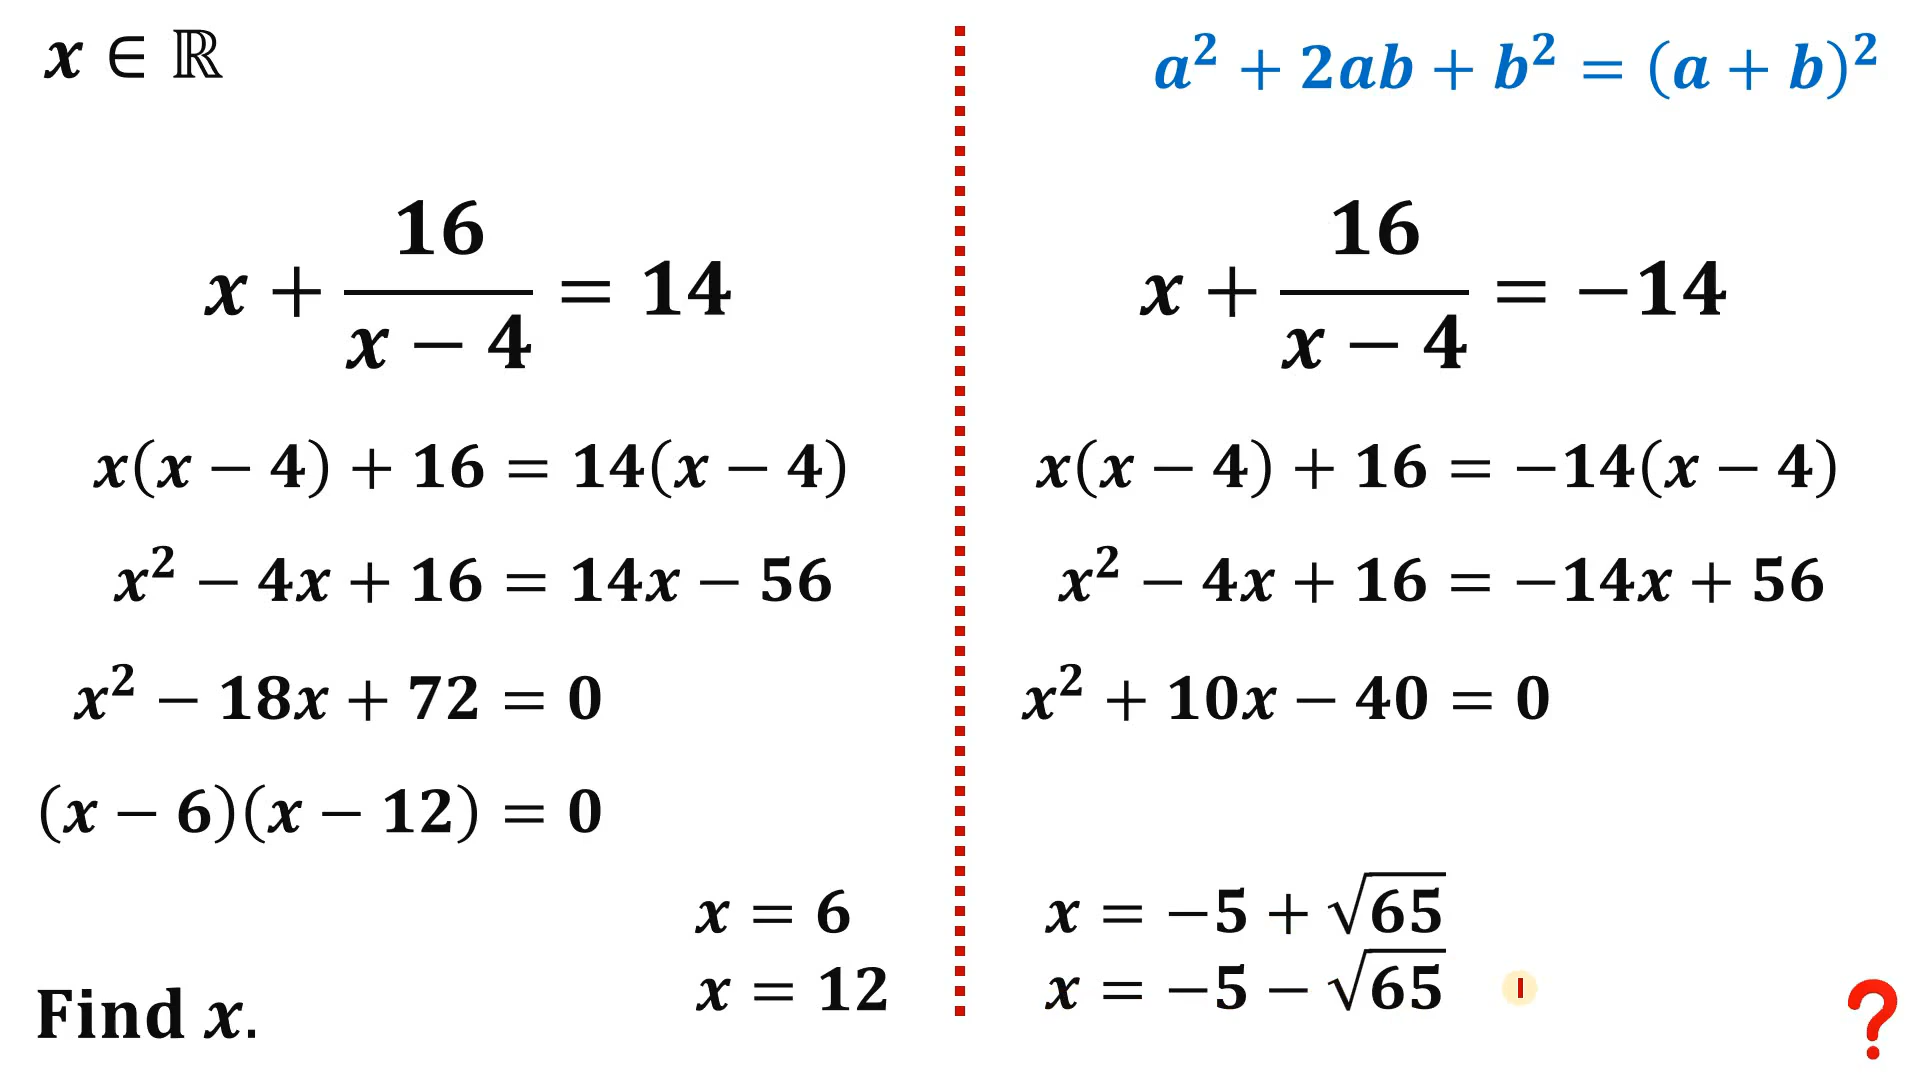 x ∈ ℝ
a² + 2ab + b² = (a + b)²
x + 16/(x − 4) = 14
x(x − 4) + 16 = 14(x − 4)
x² − 4x + 16 = 14x − 56
x² − 18x + 72 = 0
(x − 6)(x − 12) = 0
x = 6
x = 12
Find x.
x + 16/(x − 4) = −14
x(x − 4) + 16 = −14(x − 4)
x² − 4x + 16 = −14x + 56
x² + 10x − 40 = 0
x = −5 + √65
x = −5 − √65
?